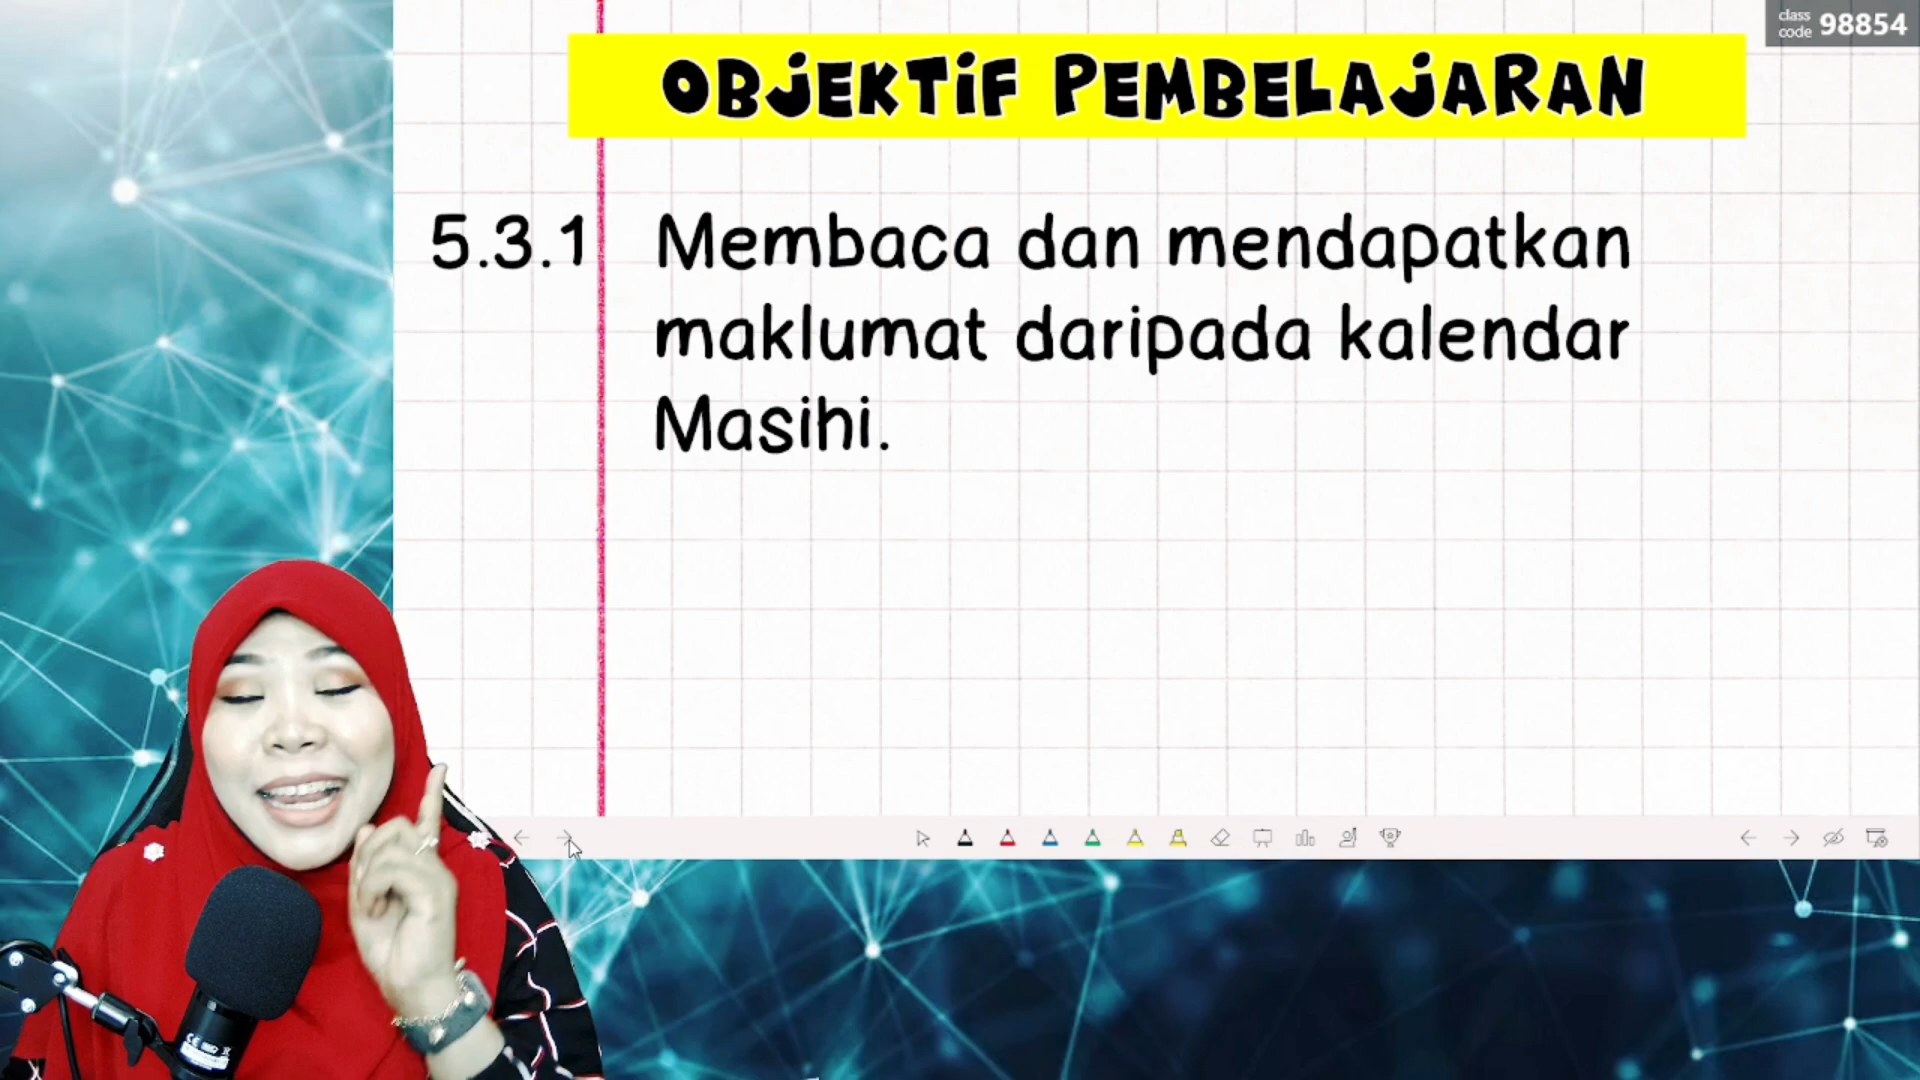 class
code 98854
OBJEKTIF PEMBELAJARAN
5.3.1 Membaca dan mendapatkan
maklumat daripada kalendar
Masihi.